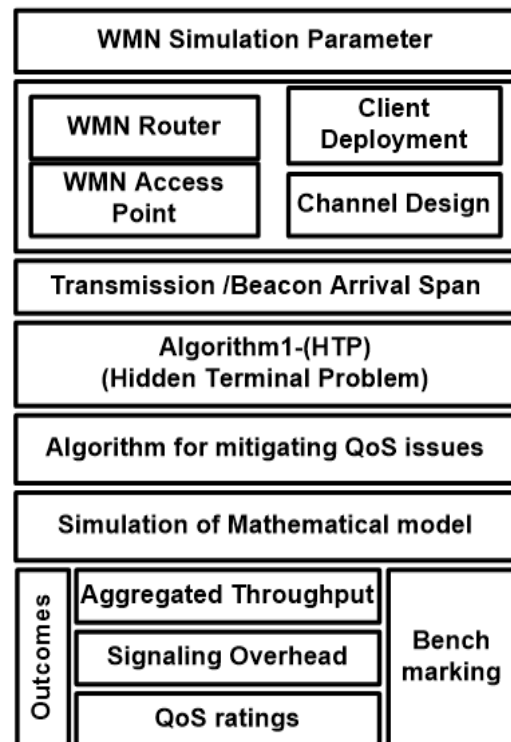 WMN Simulation Parameter
WMN Router
Client
Deployment
WMN Access
Point
Channel Design
Transmission /Beacon Arrival Span
Algorithm1-(HTP)
(Hidden Terminal Problem)
Algorithm for mitigating QoS issues
Simulation of Mathematical model
Outcomes
Aggregated Throughput
Signaling Overhead
QoS ratings
Bench
marking